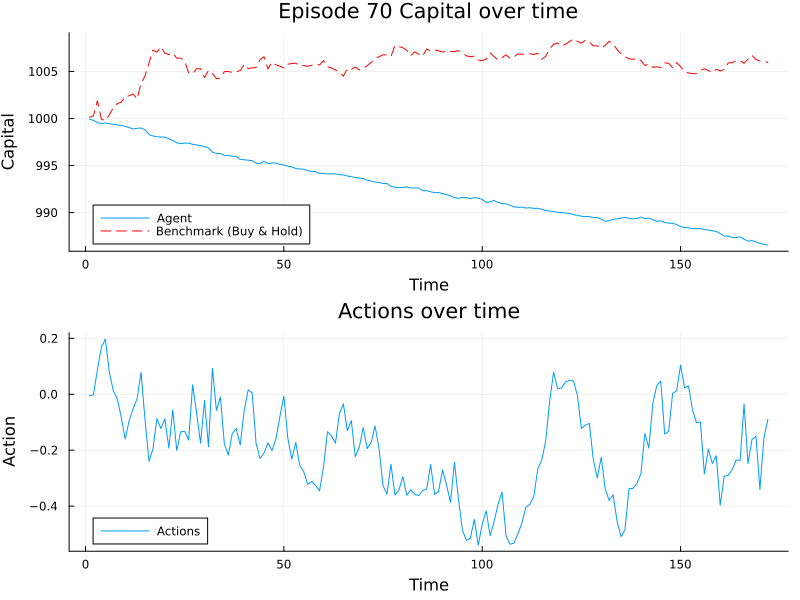 Episode 70 Capital over time
Capital
1005
1000
995
990
Agent
Benchmark (Buy & Hold)
0
50
100
150
Time
Actions over time
Action
0.2
0.0
−0.2
−0.4
Actions
0
50
100
150
Time